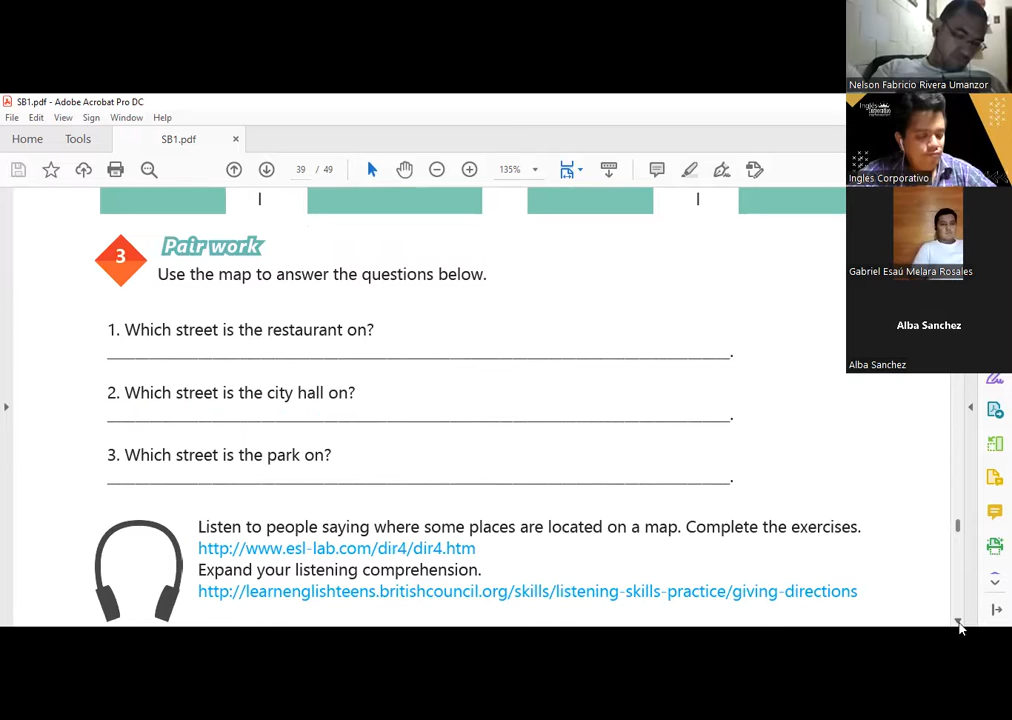 SB1.pdf - Adobe Acrobat Pro DC
File Edit View Sign Window Help
Home Tools SB1.pdf ×
39 / 49 135%
3 Pair work
Use the map to answer the questions below.
1. Which street is the restaurant on?
.
2. Which street is the city hall on?
.
3. Which street is the park on?
.
Listen to people saying where some places are located on a map. Complete the exercises.
http://www.esl-lab.com/dir4/dir4.htm
Expand your listening comprehension.
http://learnenglishteens.britishcouncil.org/skills/listening-skills-practice/giving-directions
Nelson Fabricio Rivera Umanzor
Inglés
Corporativo
Ingles Corporativo
Gabriel Esaú Melara Rosales
Alba Sanchez
Alba Sanchez